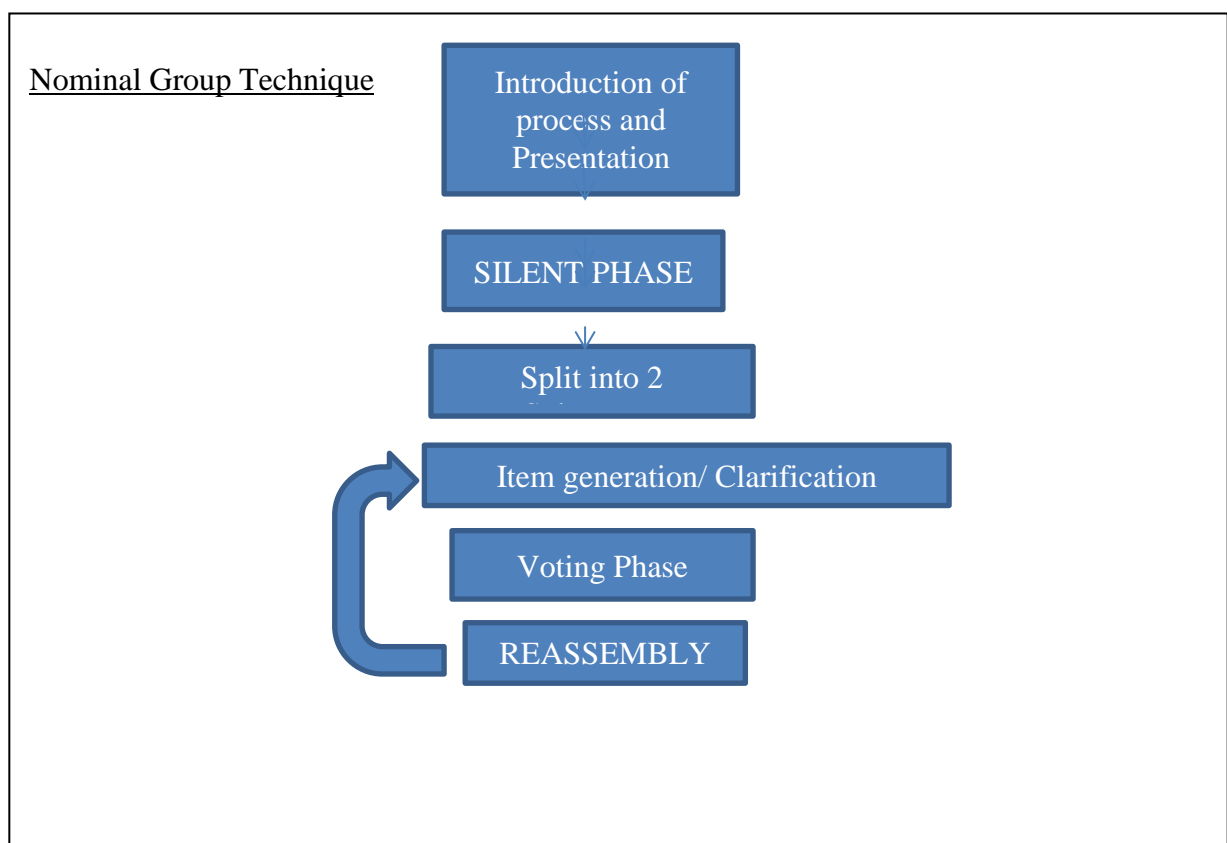 Nominal Group Technique
Introduction of
process and
Presentation
SILENT PHASE
Split into 2
Item generation/ Clarification
Voting Phase
REASSEMBLY